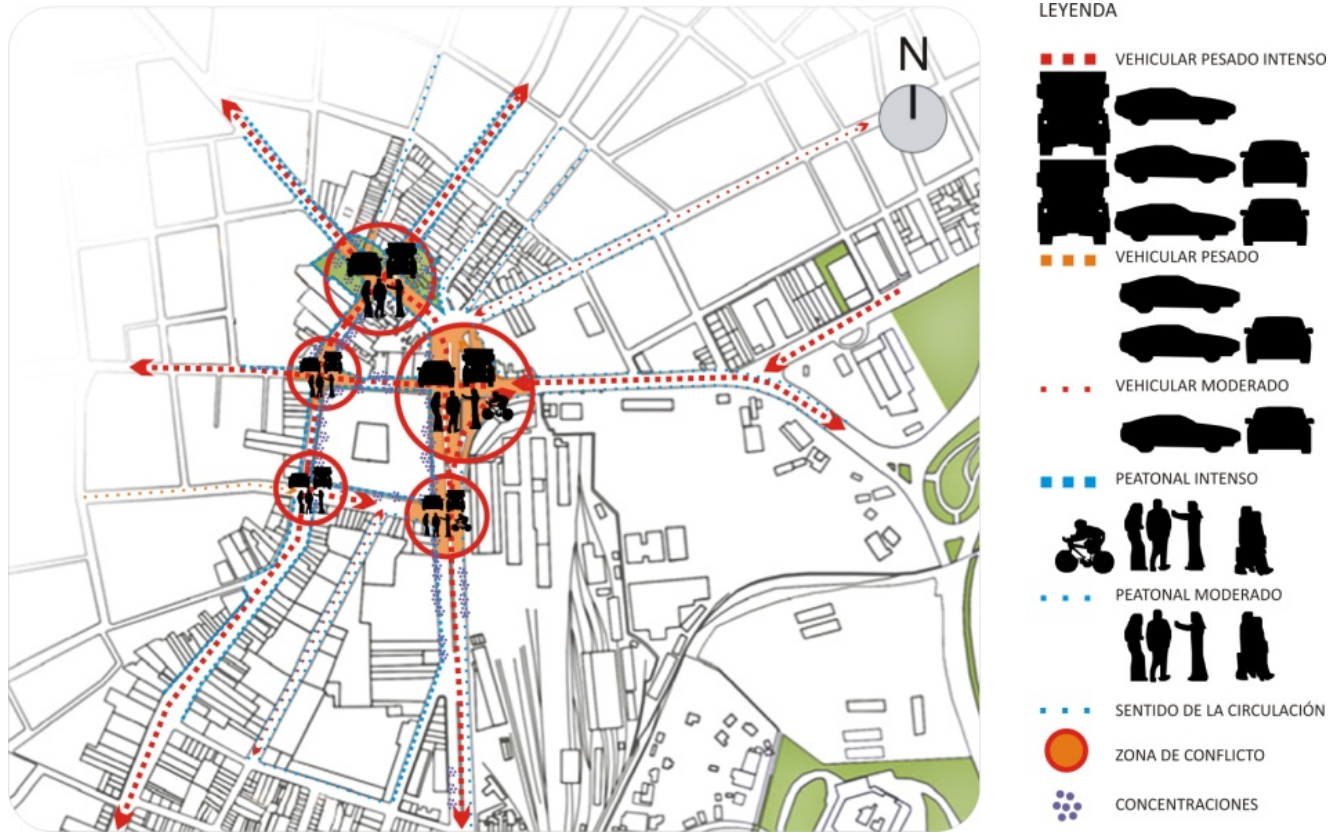 N
LEYENDA
VEHICULAR PESADO INTENSO
VEHICULAR PESADO
VEHICULAR MODERADO
PEATONAL INTENSO
PEATONAL MODERADO
SENTIDO DE LA CIRCULACIÓN
ZONA DE CONFLICTO
CONCENTRACIONES